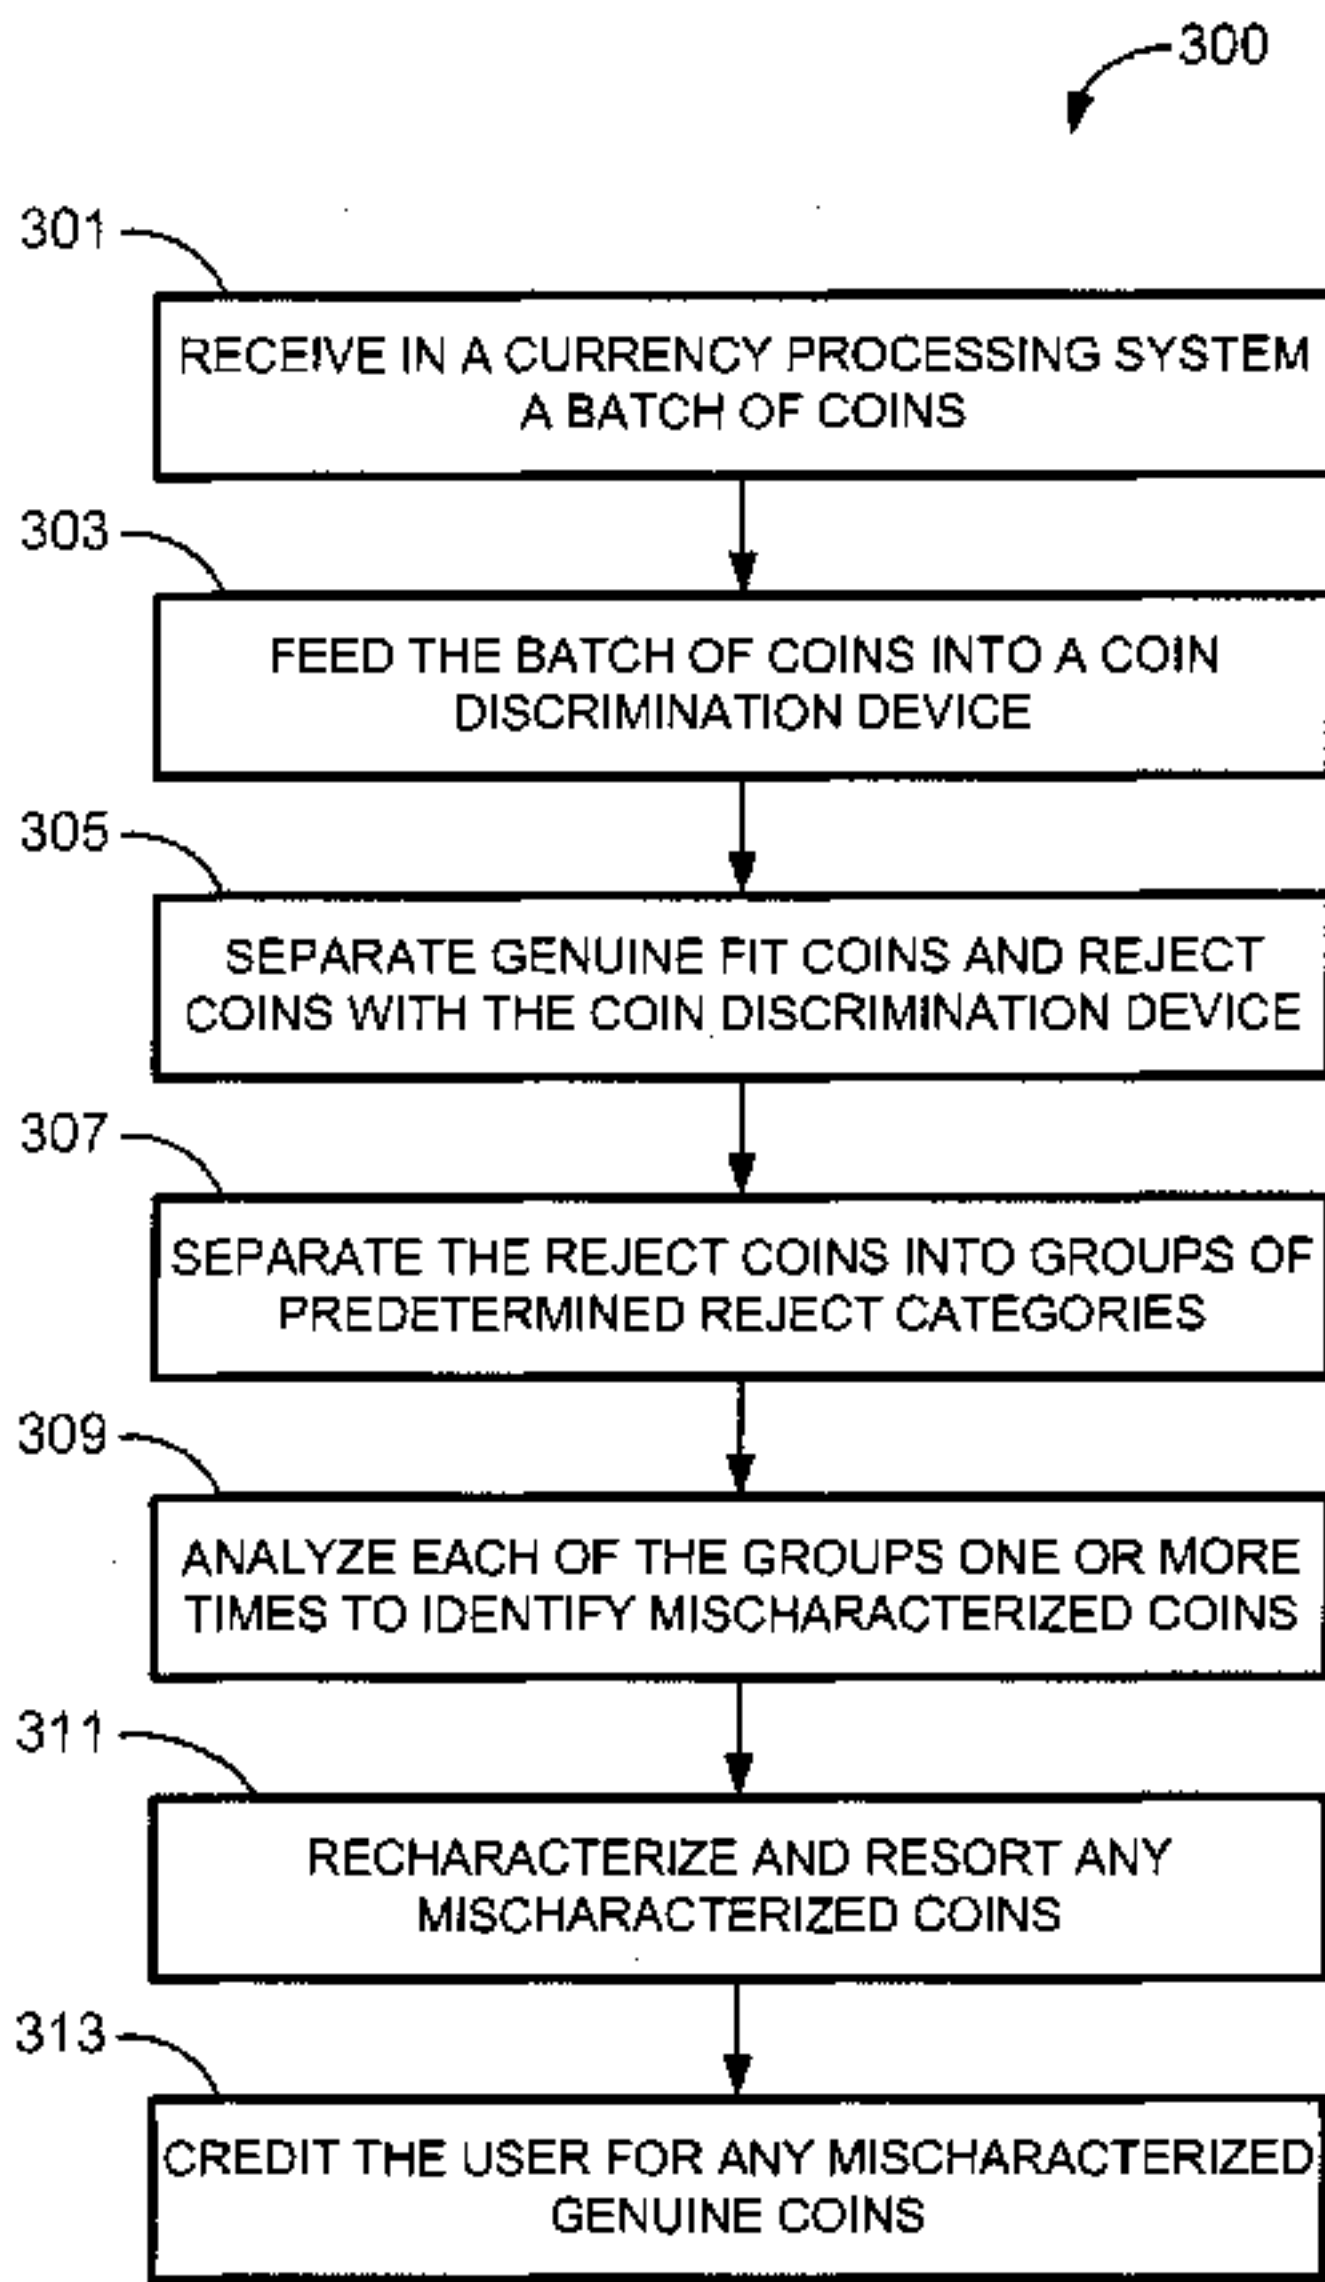 300
301
RECEIVE IN A CURRENCY PROCESSING SYSTEM
A BATCH OF COINS
303
FEED THE BATCH OF COINS INTO A COIN
DISCRIMINATION DEVICE
305
SEPARATE GENUINE FIT COINS AND REJECT
COINS WITH THE COIN DISCRIMINATION DEVICE
307
SEPARATE THE REJECT COINS INTO GROUPS OF
PREDETERMINED REJECT CATEGORIES
309
ANALYZE EACH OF THE GROUPS ONE OR MORE
TIMES TO IDENTIFY MISCHARACTERIZED COINS
311
RECHARACTERIZE AND RESORT ANY
MISCHARACTERIZED COINS
313
CREDIT THE USER FOR ANY MISCHARACTERIZED
GENUINE COINS